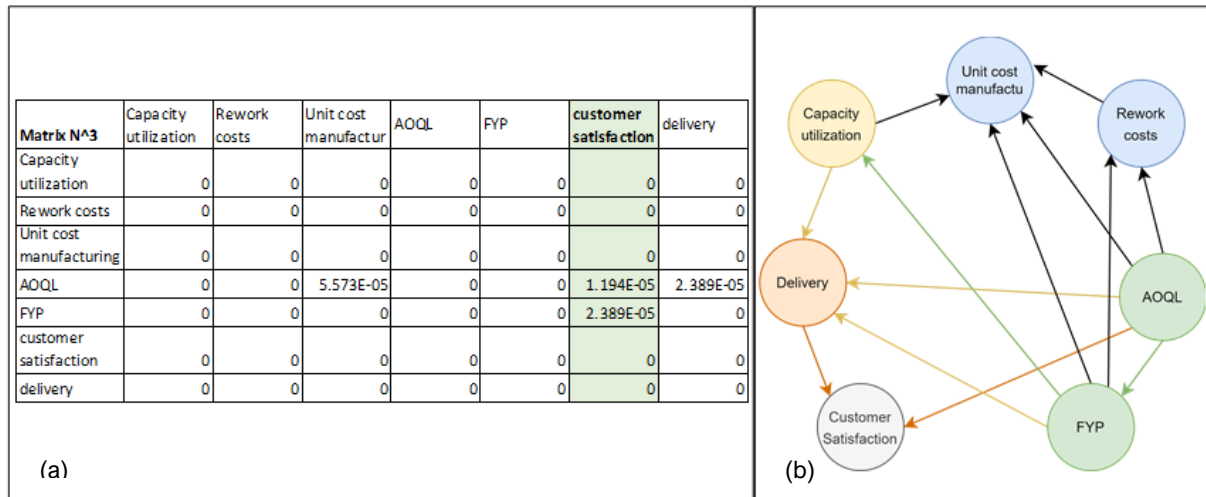 Matrix N^3 Capacity utilization Rework costs Unit cost manufactur AOQL FYP customer satisfaction delivery
Capacity utilization 0 0 0 0 0 0 0
Rework costs 0 0 0 0 0 0 0
Unit cost manufacturing 0 0 0 0 0 0 0
AOQL 0 0 5.573E-05 0 0 1.194E-05 2.389E-05
FYP 0 0 0 0 0 2.389E-05 0
customer satisfaction 0 0 0 0 0 0 0
delivery 0 0 0 0 0 0 0
(a)
Unit cost
manufactu
Capacity
utilization
Rework
costs
Delivery
AOQL
Customer
Satisfaction
FYP
(b)